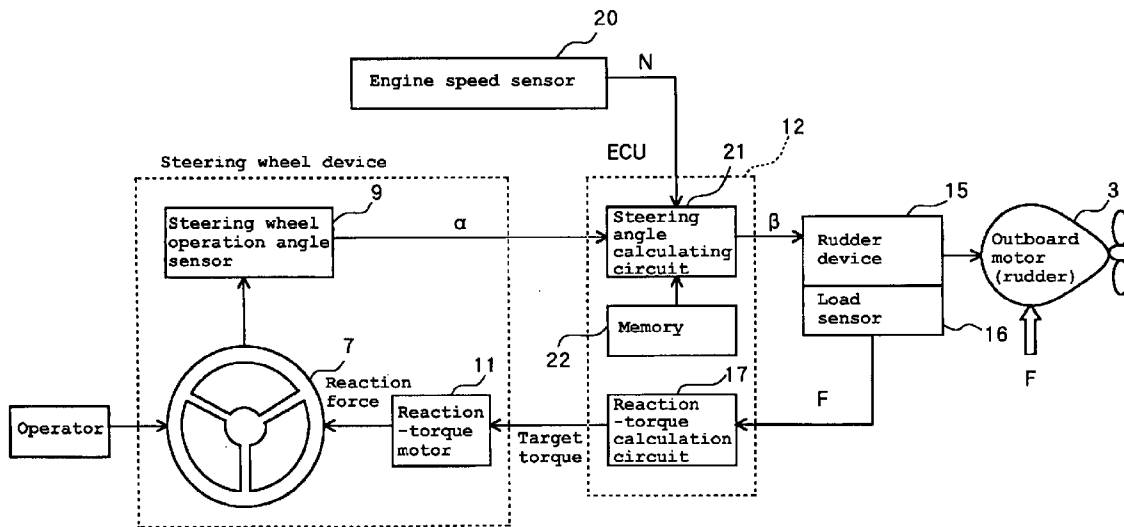 20
Engine speed sensor
N
12
ECU
21
Steering wheel device
9
Steering wheel
operation angle
sensor
α
Steering
angle
calculating
circuit
β
15
Rudder
device
3
Outboard
motor
(rudder)
Load
sensor
16
F
22
Memory
7
Reaction
force
11
Reaction
-torque
motor
Target
torque
17
Reaction
-torque
calculation
circuit
F
Operator